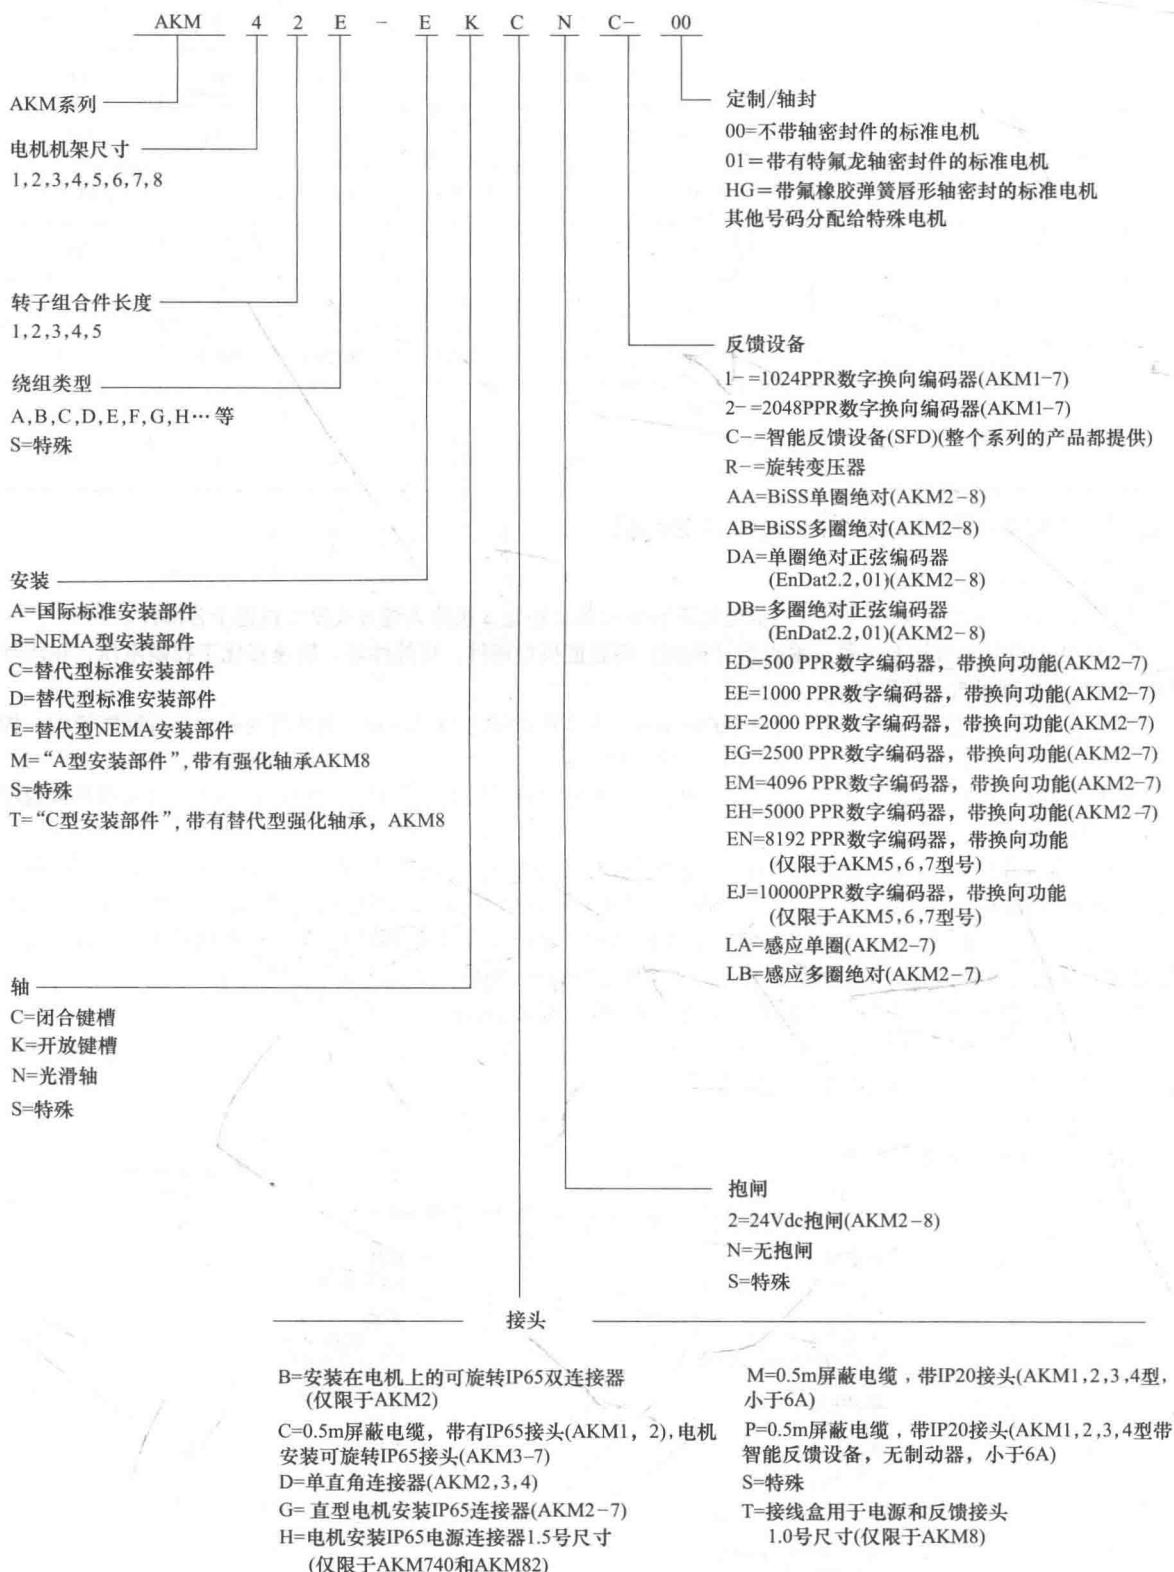 AKM 4 2 E - E K C N C- 00
AKM系列
电机机架尺寸
1,2,3,4,5,6,7,8
转子组合件长度
1,2,3,4,5
绕组类型
A,B,C,D,E,F,G,H…等
S=特殊
安装
A=国际标准安装部件
B=NEMA型安装部件
C=替代型标准安装部件
D=替代型标准安装部件
E=替代型NEMA安装部件
M=“A型安装部件”,带有强化轴承AKM8
S=特殊
T=“C型安装部件”,带有替代型强化轴承，AKM8
轴
C=闭合键槽
K=开放键槽
N=光滑轴
S=特殊
定制/轴封
00=不带轴密封件的标准电机
01=带有特氟龙轴密封件的标准电机
HG=带氟橡胶弹簧唇形轴密封的标准电机
其他号码分配给特殊电机
反馈设备
1-=1024PPR数字换向编码器(AKM1-7)
2-=2048PPR数字换向编码器(AKM1-7)
C-=智能反馈设备(SFD)(整个系列的产品都提供)
R-=旋转变压器
AA=BiSS单圈绝对(AKM2-8)
AB=BiSS多圈绝对(AKM2-8)
DA=单圈绝对正弦编码器
(EnDat2.2,01)(AKM2-8)
DB=多圈绝对正弦编码器
(EnDat2.2,01)(AKM2-8)
ED=500 PPR数字编码器，带换向功能(AKM2-7)
EE=1000 PPR数字编码器，带换向功能(AKM2-7)
EF=2000 PPR数字编码器，带换向功能(AKM2-7)
EG=2500 PPR数字编码器，带换向功能(AKM2-7)
EM=4096 PPR数字编码器，带换向功能(AKM2-7)
EH=5000 PPR数字编码器，带换向功能(AKM2-7)
EN=8192 PPR数字编码器，带换向功能
(仅限于AKM5,6,7型号)
EJ=10000PPR数字编码器，带换向功能
(仅限于AKM5,6,7型号)
LA=感应单圈(AKM2-7)
LB=感应多圈绝对(AKM2-7)
抱闸
2=24Vdc抱闸(AKM2-8)
N=无抱闸
S=特殊
接头
B=安装在电机上的可旋转IP65双连接器
(仅限于AKM2)
C=0.5m屏蔽电缆，带有IP65接头(AKM1，2),电机
安装可旋转IP65接头(AKM3-7)
D=单直角连接器(AKM2,3,4)
G=直型电机安装IP65连接器(AKM2-7)
H=电机安装IP65电源连接器1.5号尺寸
(仅限于AKM740和AKM82)
M=0.5m屏蔽电缆，带IP20接头(AKM1,2,3,4型，
小于6A)
P=0.5m屏蔽电缆，带IP20接头(AKM1,2,3,4型带
智能反馈设备，无制动器，小于6A)
S=特殊
T=接线盒用于电源和反馈接头
1.0号尺寸(仅限于AKM8)